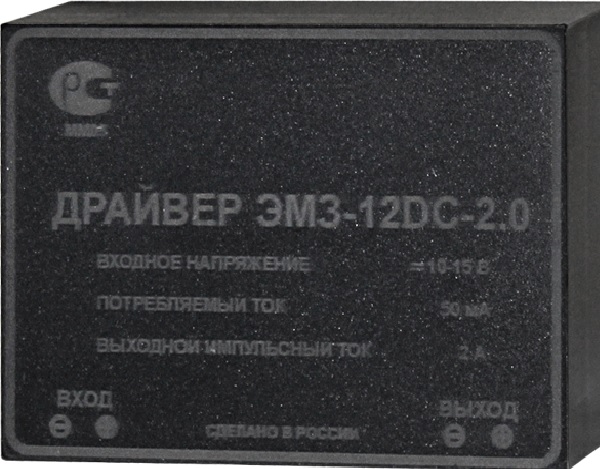 РСТ
ДРАЙВЕР ЭМЗ-12DC-2.0
ВХОДНОЕ НАПРЯЖЕНИЕ =10-15 В
ПОТРЕБЛЯЕМЫЙ ТОК 50 мА
ВЫХОДНОЙ ИМПУЛЬСНЫЙ ТОК 2 А
ВХОД ВЫХОД
⊖ ⊕ СДЕЛАНО В РОССИИ ⊖ ⊕